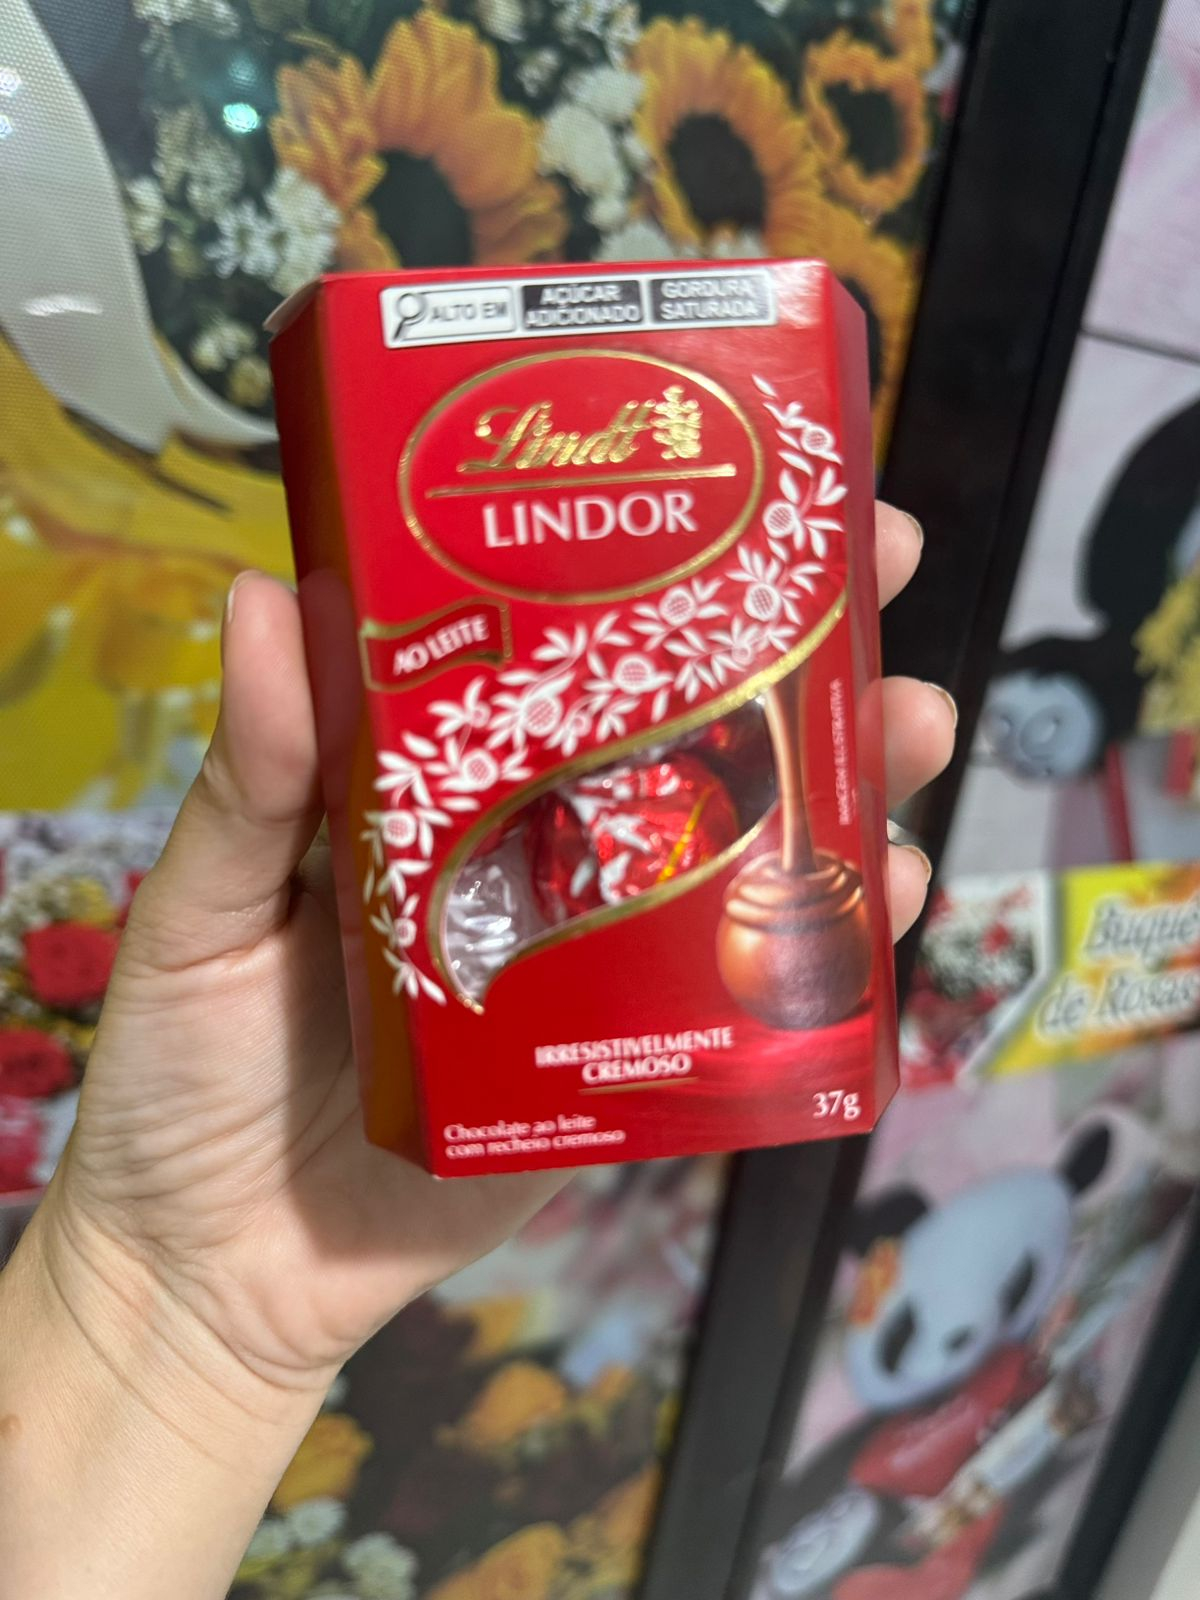 ALTO EM
AÇÚCAR
ADICIONADO
GORDURA
SATURADA
Lindt
LINDOR
AO LEITE
IMAGEM ILUSTRATIVA
IRRESISTIVELMENTE
CREMOSO
37g
Chocolate ao leite
com recheio cremoso
Buquê
de Rosas